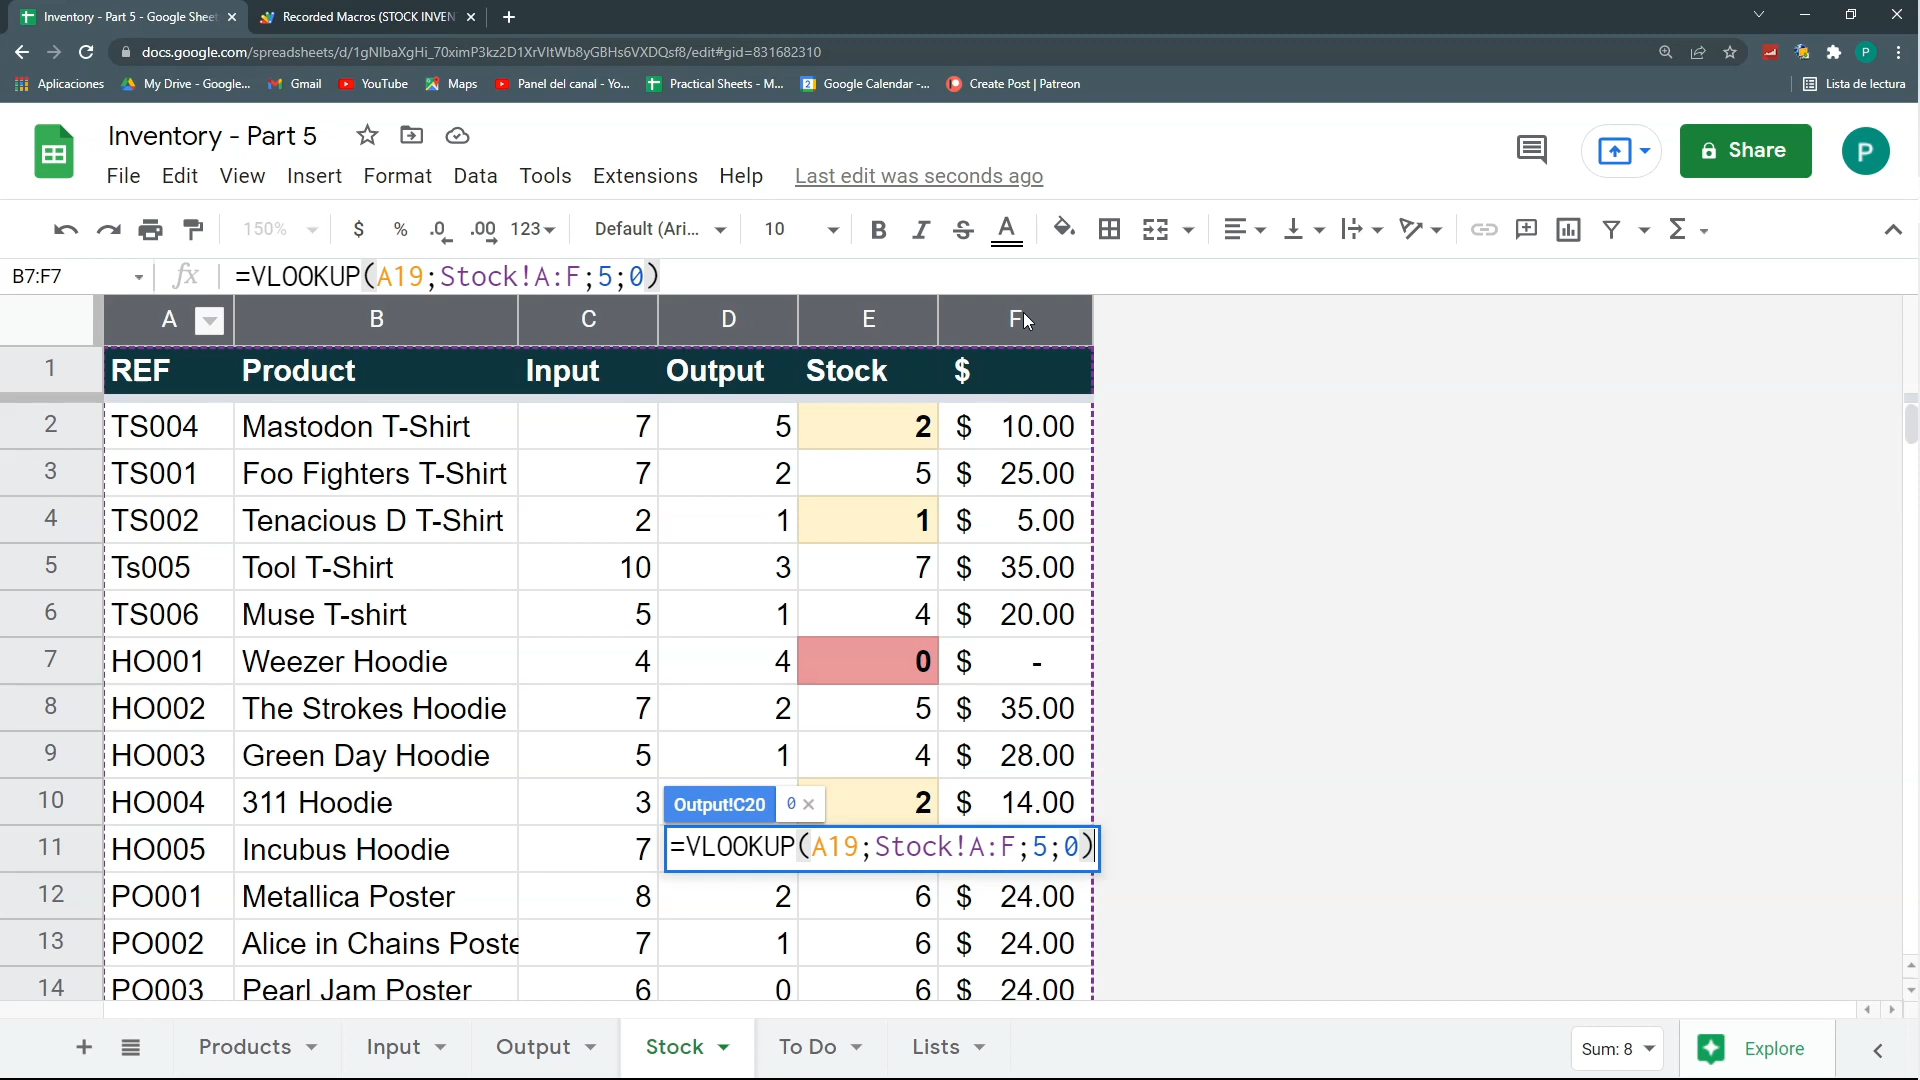 Inventory - Part 5 - Google Sheet
Recorded Macros (STOCK INVEN
docs.google.com/spreadsheets/d/1gNlbaXgHi_70ximP3kz2D1XrVltWb8yGBHs6VXDQsf8/edit#gid=831682310
Aplicaciones My Drive - Google... Gmail YouTube Maps Panel del canal - Yo... Practical Sheets - M... Google Calendar -... Create Post | Patreon Lista de lectura
Inventory - Part 5
Share
P
File Edit View Insert Format Data Tools Extensions Help Last edit was seconds ago
150% $ % .0 .00 123 Default (Ari... 10 B I S A
B7:F7 fx =VLOOKUP(A19;Stock!A:F;5;0)
A B C D E F
1 REF Product Input Output Stock $
2 TS004 Mastodon T-Shirt 7 5 2 $ 10.00
3 TS001 Foo Fighters T-Shirt 7 2 5 $ 25.00
4 TS002 Tenacious D T-Shirt 2 1 1 $ 5.00
5 Ts005 Tool T-Shirt 10 3 7 $ 35.00
6 TS006 Muse T-shirt 5 1 4 $ 20.00
7 HO001 Weezer Hoodie 4 4 0 $ -
8 HO002 The Strokes Hoodie 7 2 5 $ 35.00
9 HO003 Green Day Hoodie 5 1 4 $ 28.00
10 HO004 311 Hoodie 3 Output!C20 0 × 2 $ 14.00
11 HO005 Incubus Hoodie 7 =VLOOKUP(A19;Stock!A:F;5;0)
12 PO001 Metallica Poster 8 2 6 $ 24.00
13 PO002 Alice in Chains Poste 7 1 6 $ 24.00
14 PO003 Pearl Jam Poster 6 0 6 $ 24.00
Products Input Output Stock To Do Lists Sum: 8 Explore